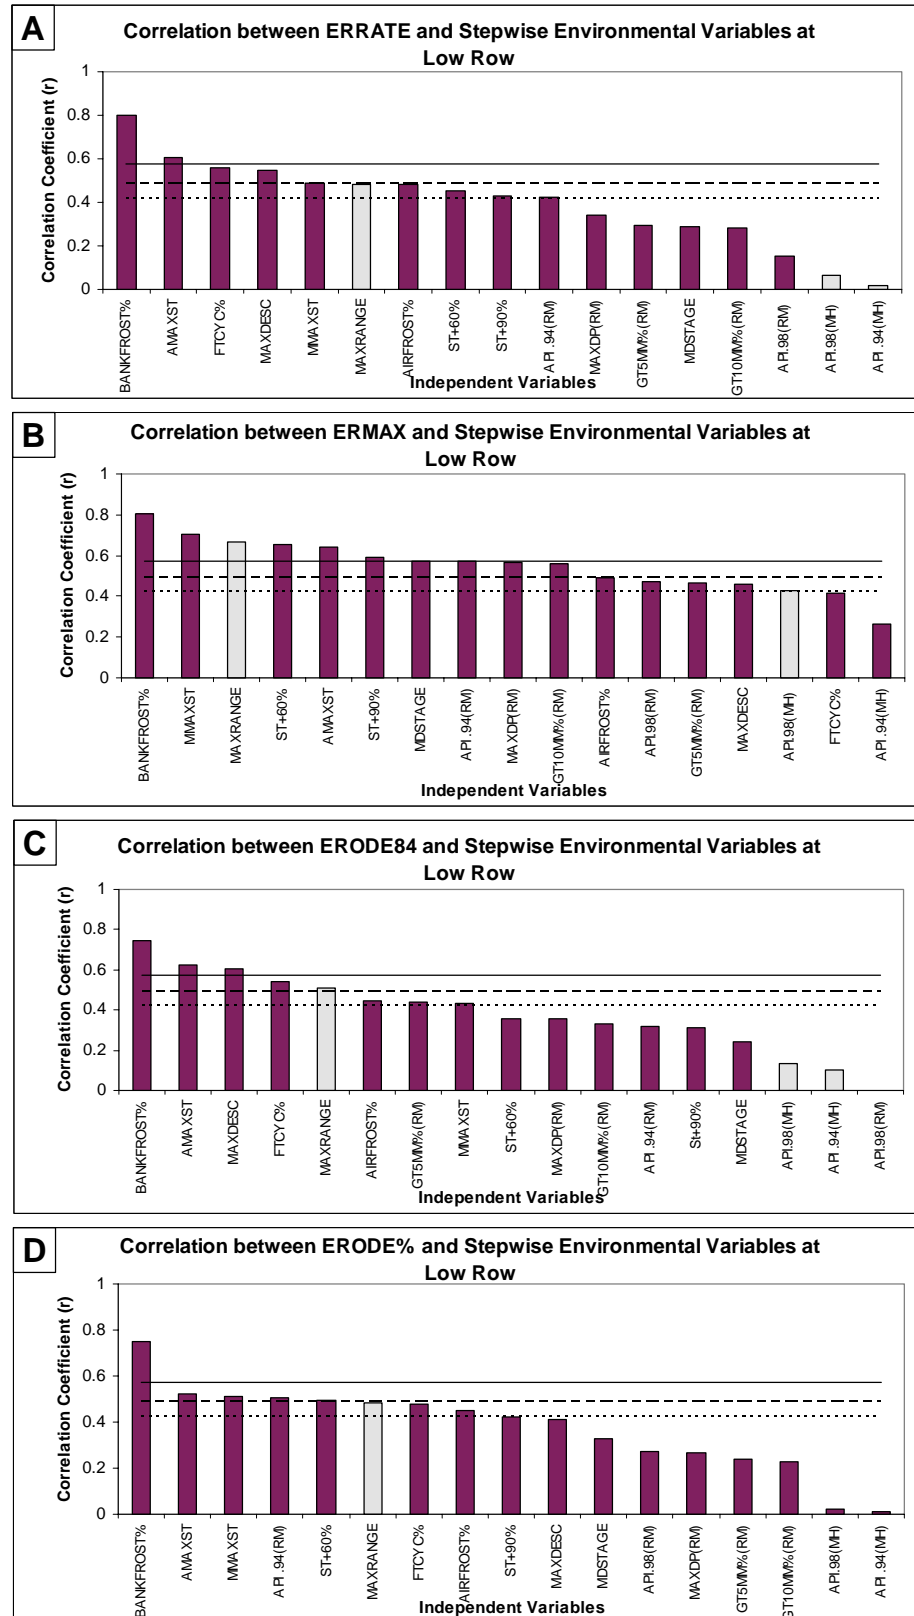 A
Correlation between ERRATE and Stepwise Environmental Variables at
Low Row
Correlation Coefficient (r)
1
0.8
0.6
0.4
0.2
0
BANKFROST%
AMAXST
FTCYC%
MAXDESC
MMAXST
MAXRANGE
AIRFROST%
ST+60%
ST+90%
API.94(RM)
MAXDP(RM)
GT5MM%(RM)
MDSTAGE
GT10MM%(RM)
API.98(RM)
API.98(MH)
API.94(MH)
Independent Variables
B
Correlation between ERMAX and Stepwise Environmental Variables at
Low Row
Correlation Coefficient (r)
1
0.8
0.6
0.4
0.2
0
BANKFROST%
MMAXST
MAXRANGE
ST+60%
AMAXST
ST+90%
MDSTAGE
API.94(RM)
MAXDP(RM)
GT10MM%(RM)
AIRFROST%
API.98(RM)
GT5MM%(RM)
MAXDESC
API.98(MH)
FTCYC%
API.94(MH)
Independent Variables
C
Correlation between ERODE84 and Stepwise Environmental Variables at
Low Row
Correlation Coefficient (r)
1
0.8
0.6
0.4
0.2
0
BANKFROST%
AMAXST
MAXDESC
FTCYC%
MAXRANGE
AIRFROST%
GT5MM%(RM)
MMAXST
ST+60%
MAXDP(RM)
GT10MM%(RM)
API.94(RM)
St+90%
MDSTAGE
API.98(MH)
API.94(MH)
API.98(RM)
Independent Variables
D
Correlation between ERODE% and Stepwise Environmental Variables at
Low Row
Correlation Coefficient (r)
1
0.8
0.6
0.4
0.2
0
BANKFROST%
AMAXST
MMAXST
API.94(RM)
ST+60%
MAXRANGE
FTCYC%
AIRFROST%
ST+90%
MAXDESC
MDSTAGE
API.98(RM)
MAXDP(RM)
GT5MM%(RM)
GT10MM%(RM)
API.98(MH)
API.94(MH)
Independent Variables